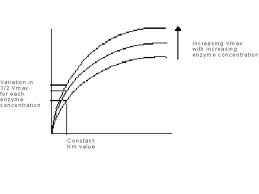 Increasing Vmax
with increasing
enzyme concentration
Variation in
1/2 Vmax
for each
enzyme
concentration
Constant
Km value